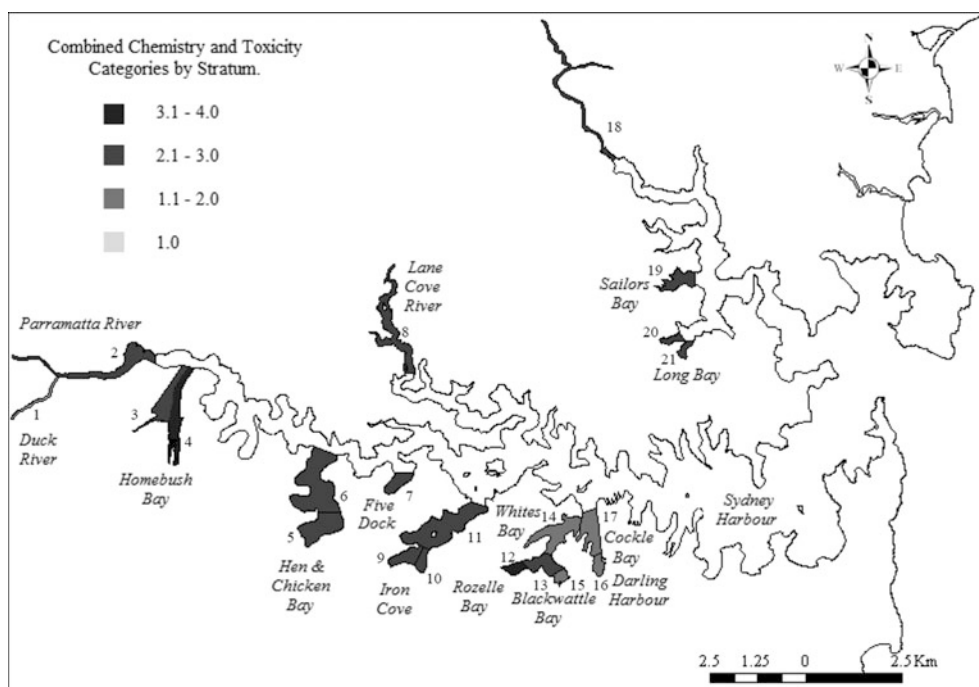 Combined Chemistry and Toxicity
Categories by Stratum.
3.1 - 4.0
2.1 - 3.0
1.1 - 2.0
1.0
N
W
E
S
18
Lane
Cove
River
8
19
Sailors
Bay
20
21
Long Bay
Parramatta River
2
1
Duck
River
3
4
Homebush
Bay
6
5
Hen &
Chicken
Bay
7
Five
Dock
11
9
10
Iron
Cove
Whites
Bay
14
17
Cockle
Bay
12
Rozelle
Bay
13
15
16
Blackwattle
Bay
Darling
Harbour
Sydney
Harbour
2.5 1.25 0 2.5 Km